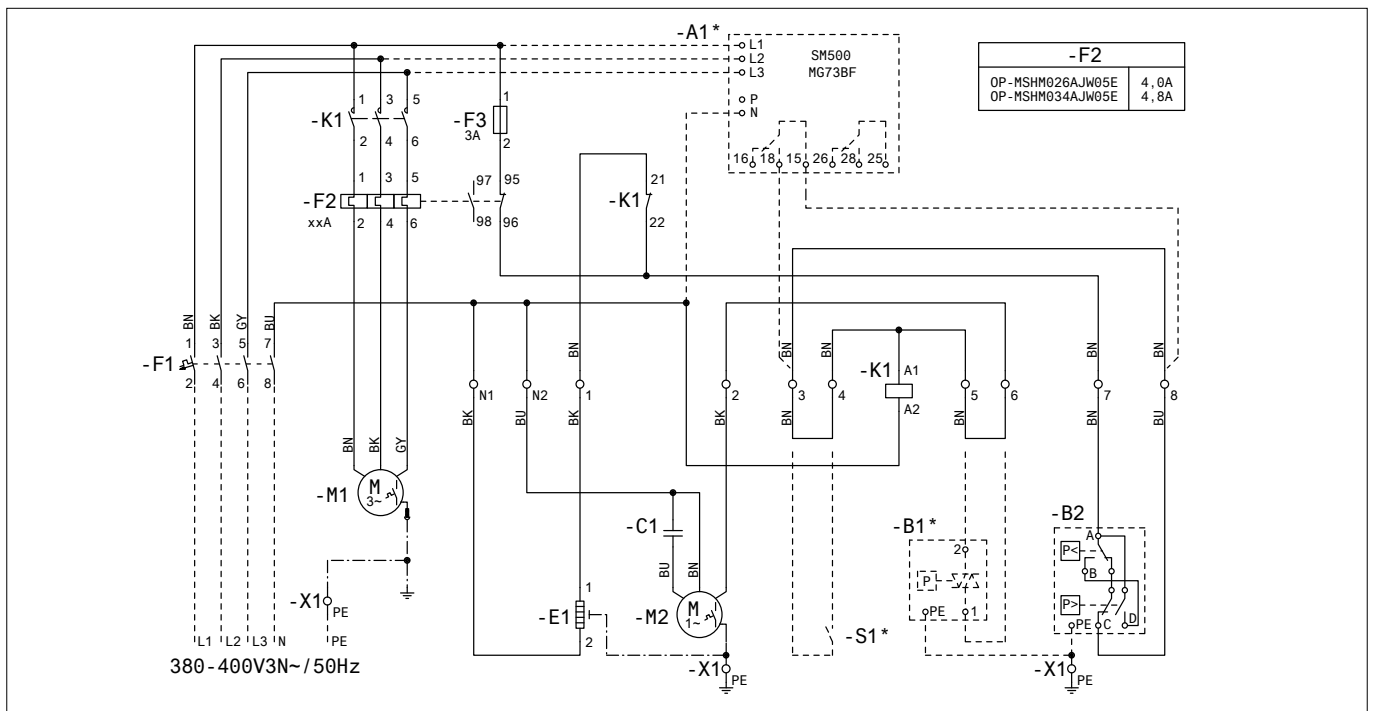 -A1*
L1
L2
L3
P
N
SM500
MG73BF
16 18 15 26 28 25
-F2
OP-MSHM026AJW05E 4,0A
OP-MSHM034AJW05E 4,8A
-K1
1 3 5
2 4 6
-F3
3A
1
2
-F2
xxA
1 3 5
2 4 6
97 95
98 96
-K1
21
22
BN BK GY BU
-F1
1 3 5 7
2 4 6 8
BN BN BN BN BN
N1 N2 1 2 3 4 5 6 7 8
-K1
A1
A2
BK BU BK BK BN BN BN BU
BN BK GY
-M1
M
3~
-X1
PE
L1 L2 L3 N PE
380-400V3N~/50Hz
-C1
BU BN
-M2
M
1~
-E1
1
2
-X1
PE
-S1*
-B1*
2
P
PE
1
-B2
A
P<
B
P>
PE
C
D
-X1
PE